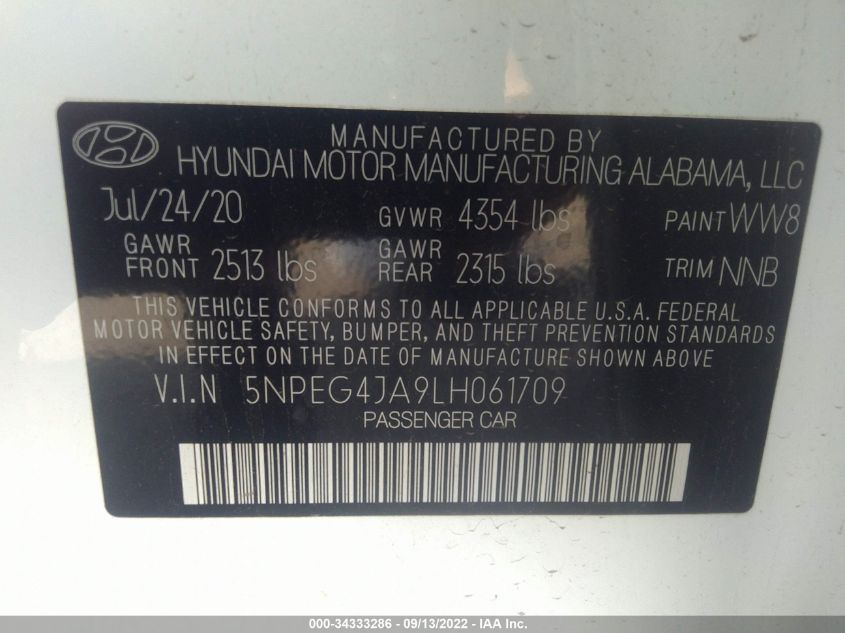 MANUFACTURED BY
HYUNDAI MOTOR MANUFACTURING ALABAMA, LLC
Jul/24/20 GVWR 4354 lbs PAINT WW8
GAWR FRONT 2513 lbs GAWR REAR 2315 lbs TRIM NNB
THIS VEHICLE CONFORMS TO ALL APPLICABLE U.S.A. FEDERAL
MOTOR VEHICLE SAFETY, BUMPER, AND THEFT PREVENTION STANDARDS
IN EFFECT ON THE DATE OF MANUFACTURE SHOWN ABOVE.
V.I.N 5NPEG4JA9LH061709
PASSENGER CAR
000-34333286 - 09/13/2022 - IAA Inc.